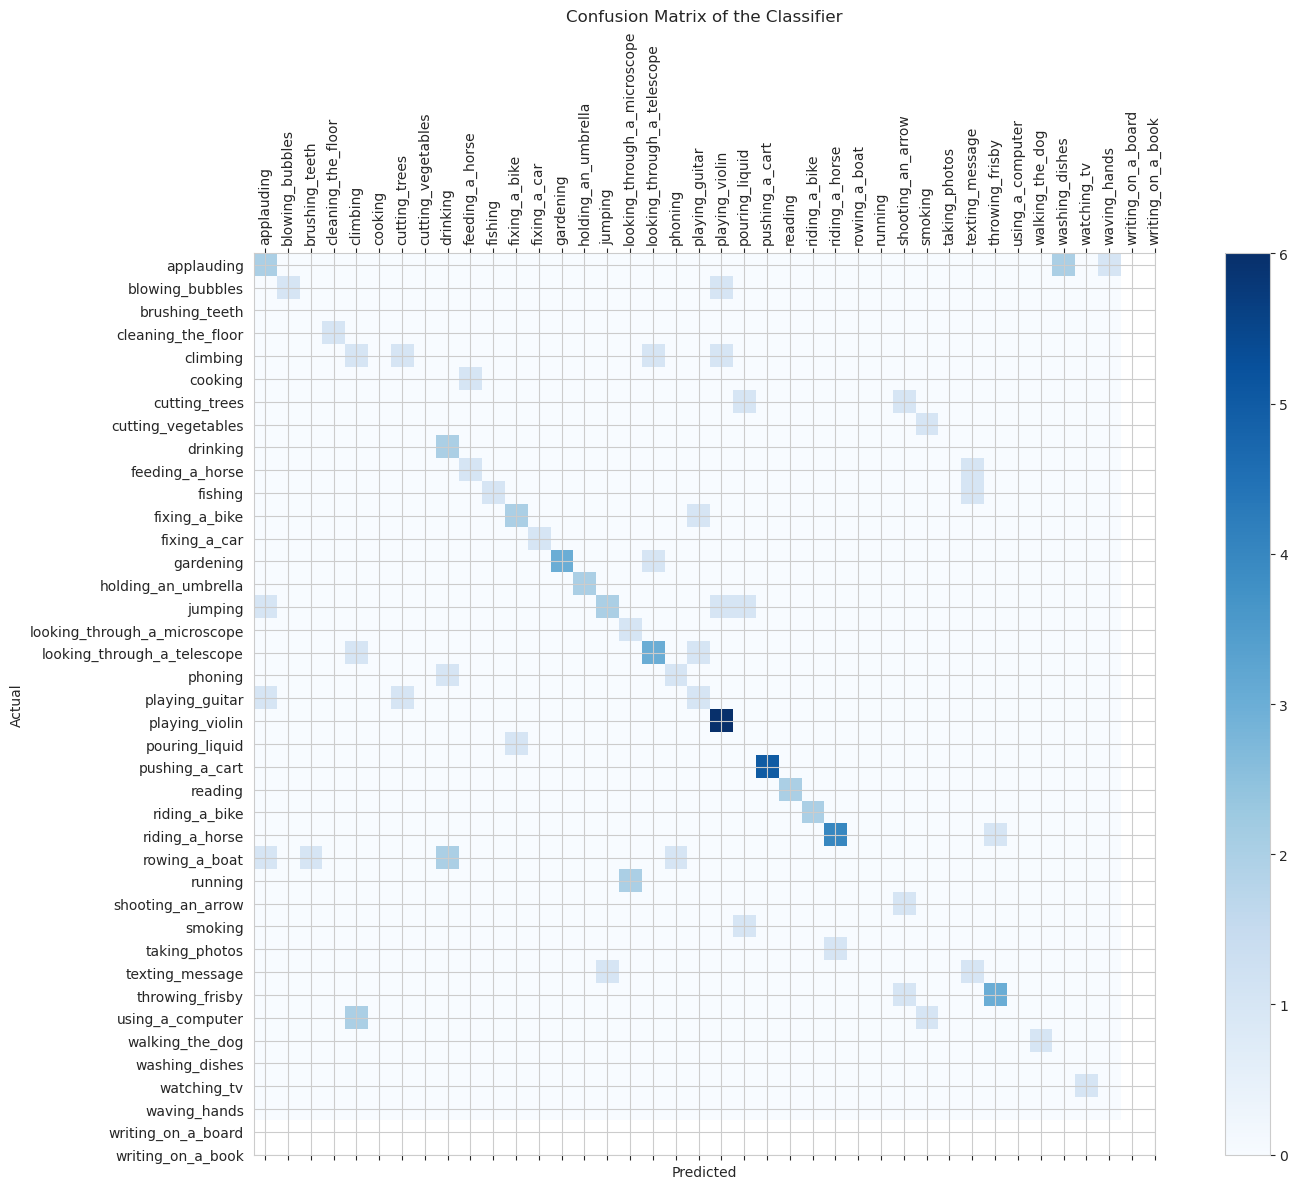 Confusion Matrix of the Classifier
applauding
blowing_bubbles
brushing_teeth
cleaning_the_floor
climbing
cooking
cutting_trees
cutting_vegetables
drinking
feeding_a_horse
fishing
fixing_a_bike
fixing_a_car
gardening
holding_an_umbrella
jumping
looking_through_a_microscope
looking_through_a_telescope
phoning
playing_guitar
playing_violin
pouring_liquid
pushing_a_cart
reading
riding_a_bike
riding_a_horse
rowing_a_boat
running
shooting_an_arrow
smoking
taking_photos
texting_message
throwing_frisby
using_a_computer
walking_the_dog
washing_dishes
watching_tv
waving_hands
writing_on_a_board
writing_on_a_book
Actual
applauding
blowing_bubbles
brushing_teeth
cleaning_the_floor
climbing
cooking
cutting_trees
cutting_vegetables
drinking
feeding_a_horse
fishing
fixing_a_bike
fixing_a_car
gardening
holding_an_umbrella
jumping
looking_through_a_microscope
looking_through_a_telescope
phoning
playing_guitar
playing_violin
pouring_liquid
pushing_a_cart
reading
riding_a_bike
riding_a_horse
rowing_a_boat
running
shooting_an_arrow
smoking
taking_photos
texting_message
throwing_frisby
using_a_computer
walking_the_dog
washing_dishes
watching_tv
waving_hands
writing_on_a_board
writing_on_a_book
Predicted
6
5
4
3
2
1
0